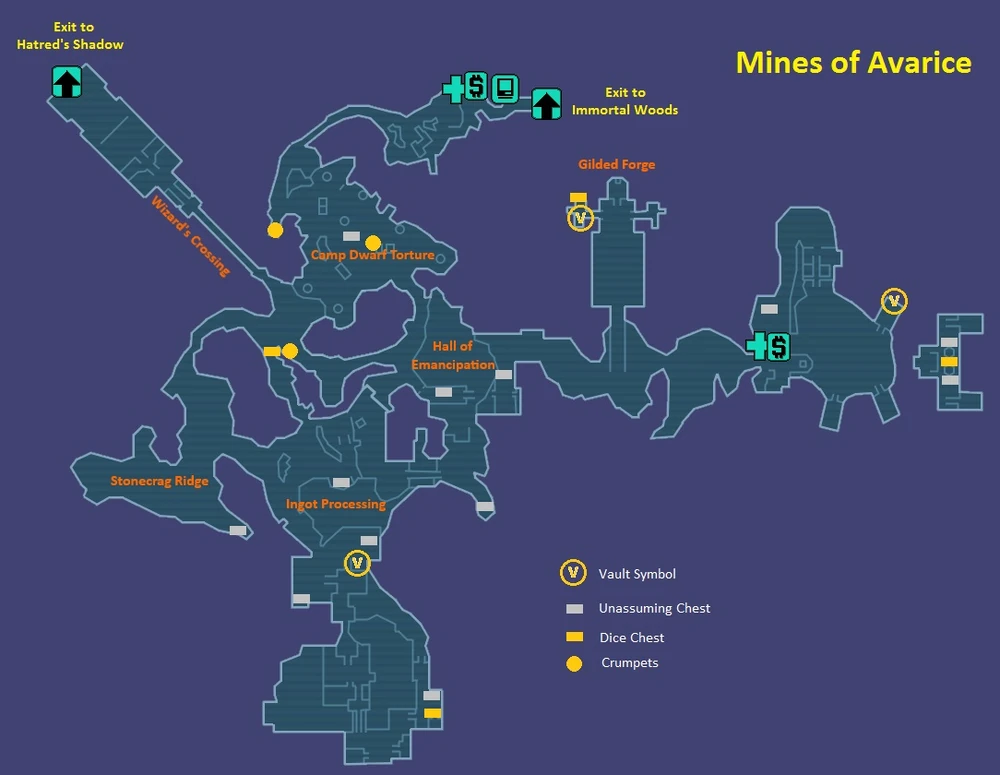 Exit to
Hatred's Shadow
Mines of Avarice
$
Exit to
Immortal Woods
Gilded Forge
V
Wizard's Crossing
Camp Dwarf Torture
V
Hall of
Emancipation
$
Stonecrag Ridge
Ingot Processing
V
V Vault Symbol
Unassuming Chest
Dice Chest
Crumpets